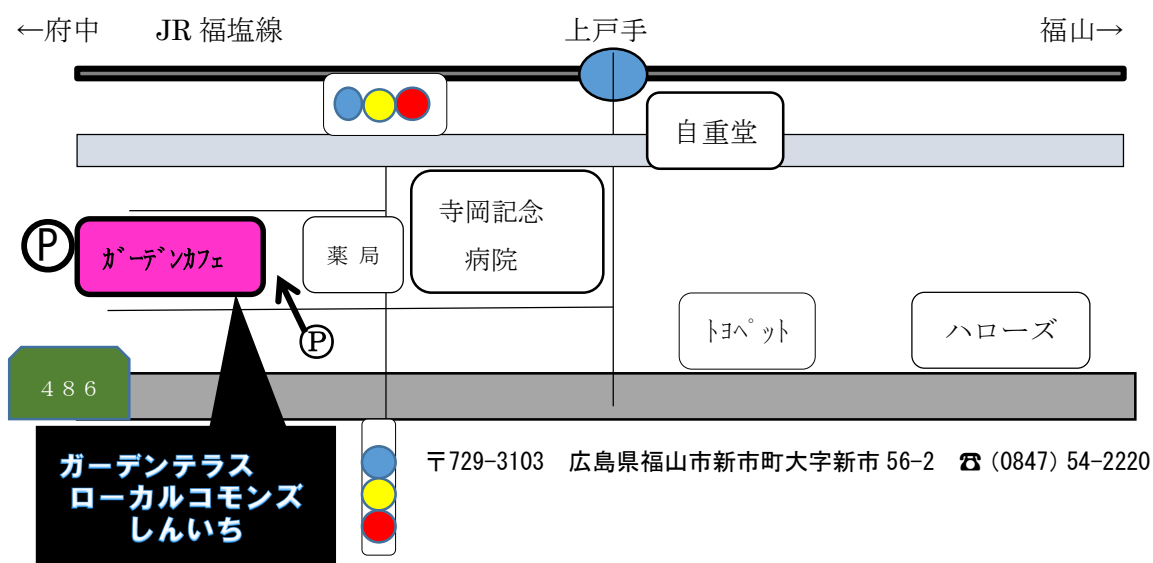 ←府中 JR 福塩線 上戸手 福山→
自重堂
寺岡記念
病院
Ⓟ
ｶﾞｰﾃﾞﾝｶﾌｪ
薬 局
Ⓟ
ﾄﾖﾍﾟｯﾄ
ハローズ
４８６
ガーデンテラス
ローカルコモンズ
しんいち
〒729-3103 広島県福山市新市町大字新市 56-2 ☎ (0847) 54-2220